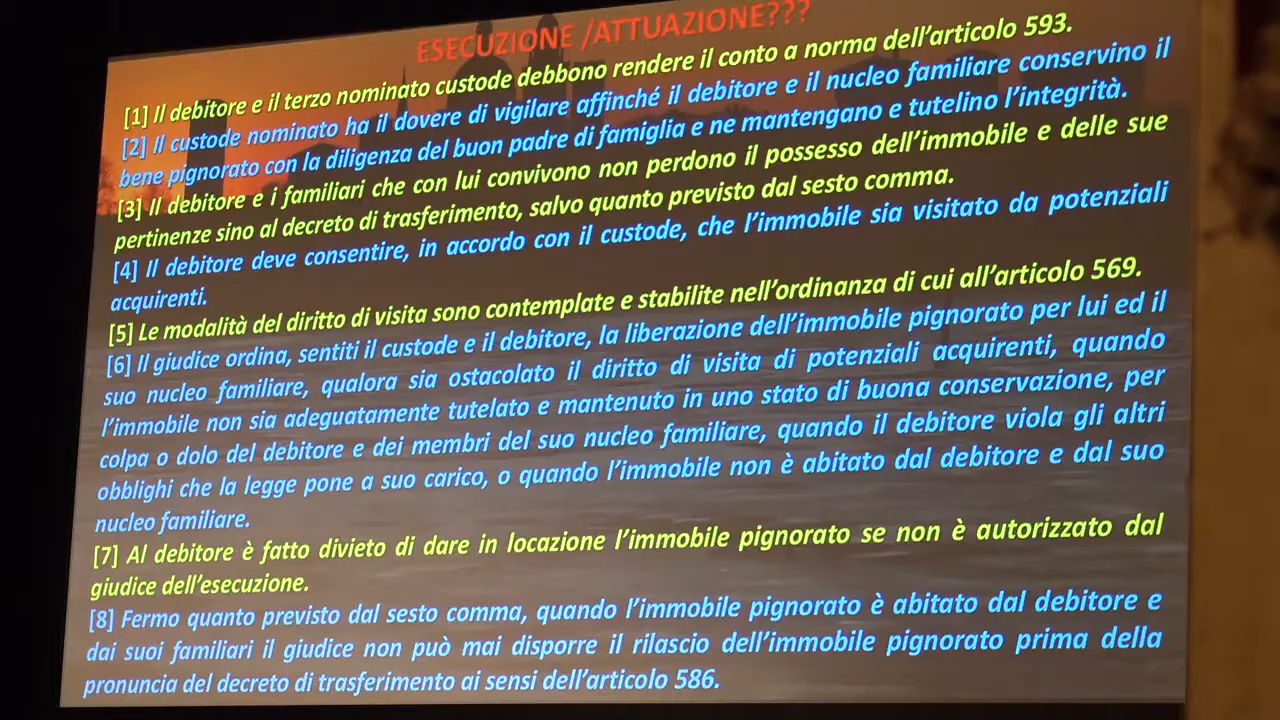 ESECUZIONE /ATTUAZIONE???
[1] Il debitore e il terzo nominato custode debbono rendere il conto a norma dell'articolo 593.
[2] Il custode nominato ha il dovere di vigilare affinché il debitore e il nucleo familiare conservino il
bene pignorato con la diligenza del buon padre di famiglia e ne mantengano e tutelino l'integrità.
[3] Il debitore e i familiari che con lui convivono non perdono il possesso dell'immobile e delle sue
pertinenze sino al decreto di trasferimento, salvo quanto previsto dal sesto comma.
[4] Il debitore deve consentire, in accordo con il custode, che l'immobile sia visitato da potenziali
acquirenti.
[5] Le modalità del diritto di visita sono contemplate e stabilite nell'ordinanza di cui all'articolo 569.
[6] Il giudice ordina, sentiti il custode e il debitore, la liberazione dell'immobile pignorato per lui ed il
suo nucleo familiare, qualora sia ostacolato il diritto di visita di potenziali acquirenti, quando
l'immobile non sia adeguatamente tutelato e mantenuto in uno stato di buona conservazione, per
colpa o dolo del debitore e dei membri del suo nucleo familiare, quando il debitore viola gli altri
obblighi che la legge pone a suo carico, o quando l'immobile non è abitato dal debitore e dal suo
nucleo familiare.
[7] Al debitore è fatto divieto di dare in locazione l'immobile pignorato se non è autorizzato dal
giudice dell'esecuzione.
[8] Fermo quanto previsto dal sesto comma, quando l'immobile pignorato è abitato dal debitore e
dai suoi familiari il giudice non può mai disporre il rilascio dell'immobile pignorato prima della
pronuncia del decreto di trasferimento ai sensi dell'articolo 586.